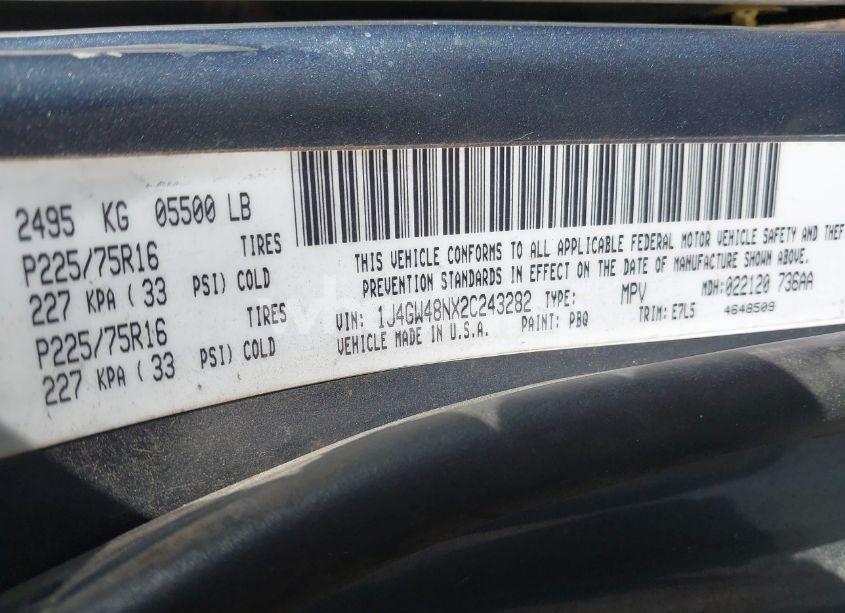 2495 KG 05500 LB
P225/75R16 TIRES
227 KPA ( 33 PSI) COLD
P225/75R16 TIRES
227 KPA ( 33 PSI) COLD
THIS VEHICLE CONFORMS TO ALL APPLICABLE FEDERAL MOTOR VEHICLE SAFETY AND THEFT
PREVENTION STANDARDS IN EFFECT ON THE DATE OF MANUFACTURE SHOWN ABOVE.
VIN: 1J4GW48NX2C243282 TYPE: MPV MDH:022120 736AA
VEHICLE MADE IN U.S.A. PAINT: PBQ TRIM: E7L5 4648509